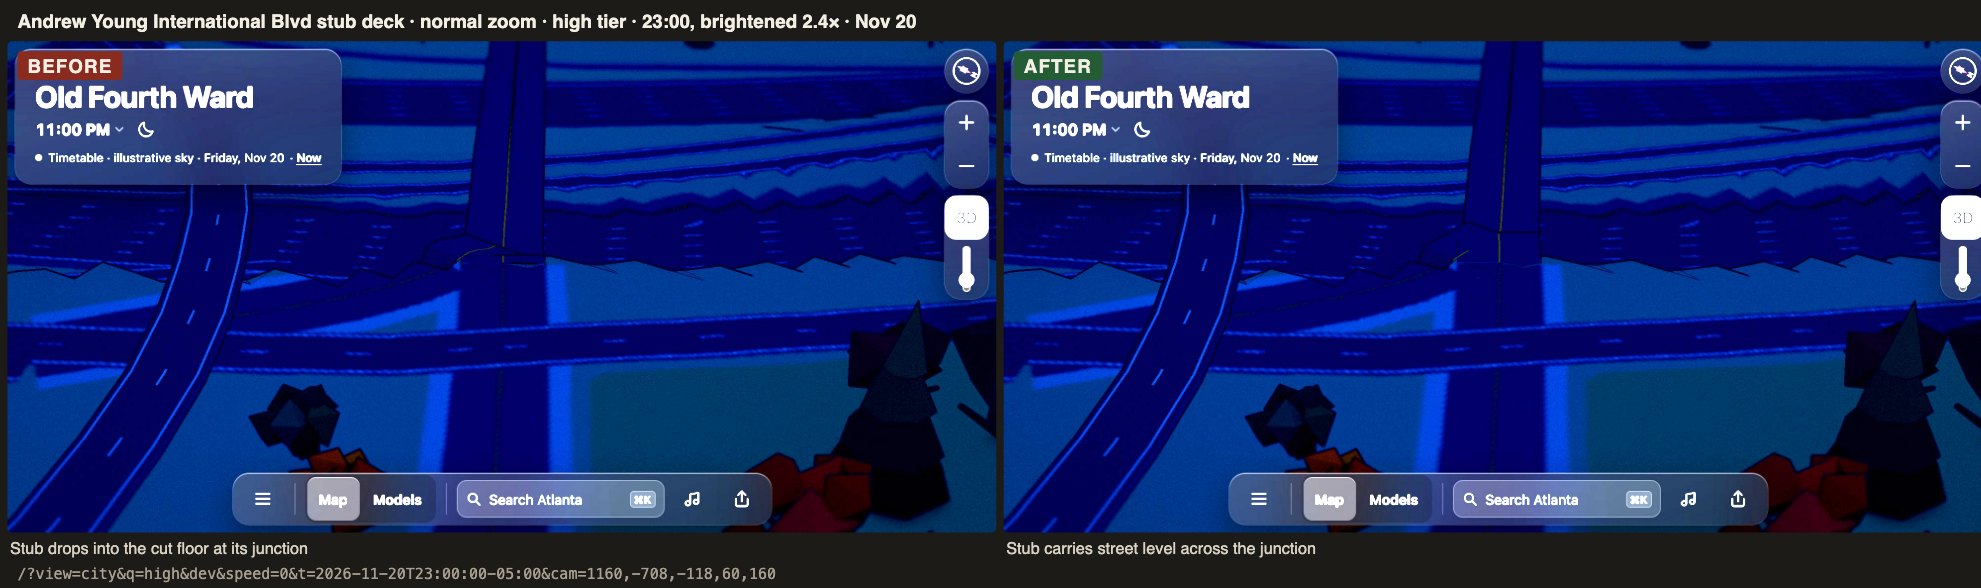 Andrew Young International Blvd stub deck · normal zoom · high tier · 23:00, brightened 2.4× · Nov 20
BEFORE
Old Fourth Ward
11:00 PM
Timetable · illustrative sky · Friday, Nov 20 · Now
+
−
3D
Map Models Search Atlanta ⌘K
Stub drops into the cut floor at its junction
AFTER
Old Fourth Ward
11:00 PM
Timetable · illustrative sky · Friday, Nov 20 · Now
+
−
3D
Map Models Search Atlanta ⌘K
Stub carries street level across the junction
/?view=city&q=high&dev&speed=0&t=2026-11-20T23:00:00-05:00&cam=1160,-708,-118,60,160